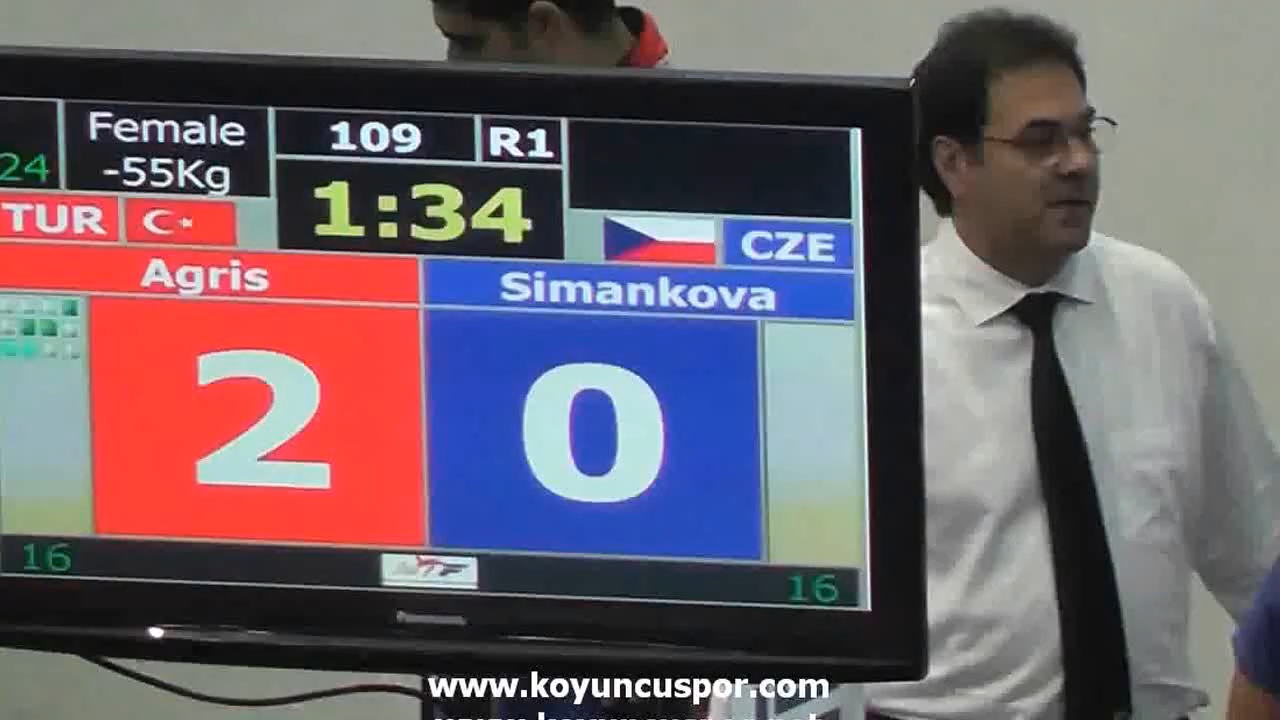 24
Female
-55Kg
109
R1
1:34
TUR
CZE
Agris
Simankova
2
0
16
16
www.koyuncuspor.com